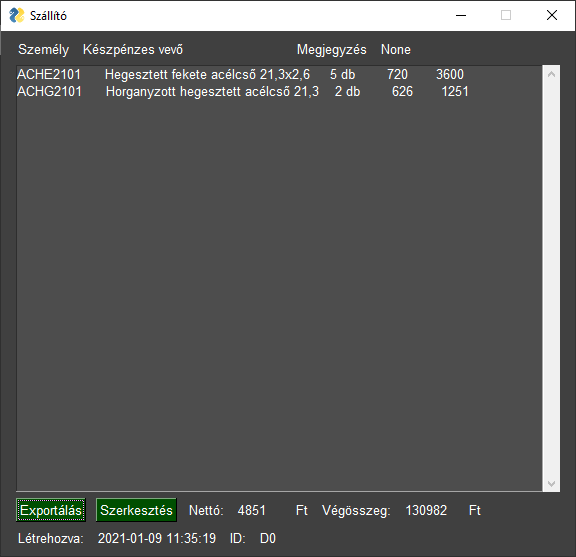 Szállító
Személy Készpénzes vevő Megjegyzés None
ACHE2101 Hegesztett fekete acélcső 21,3x2,6 5 db 720 3600
ACHG2101 Horganyzott hegesztett acélcső 21,3 2 db 626 1251
Exportálás Szerkesztés Nettó: 4851 Ft Végösszeg: 130982 Ft
Létrehozva: 2021-01-09 11:35:19 ID: D0